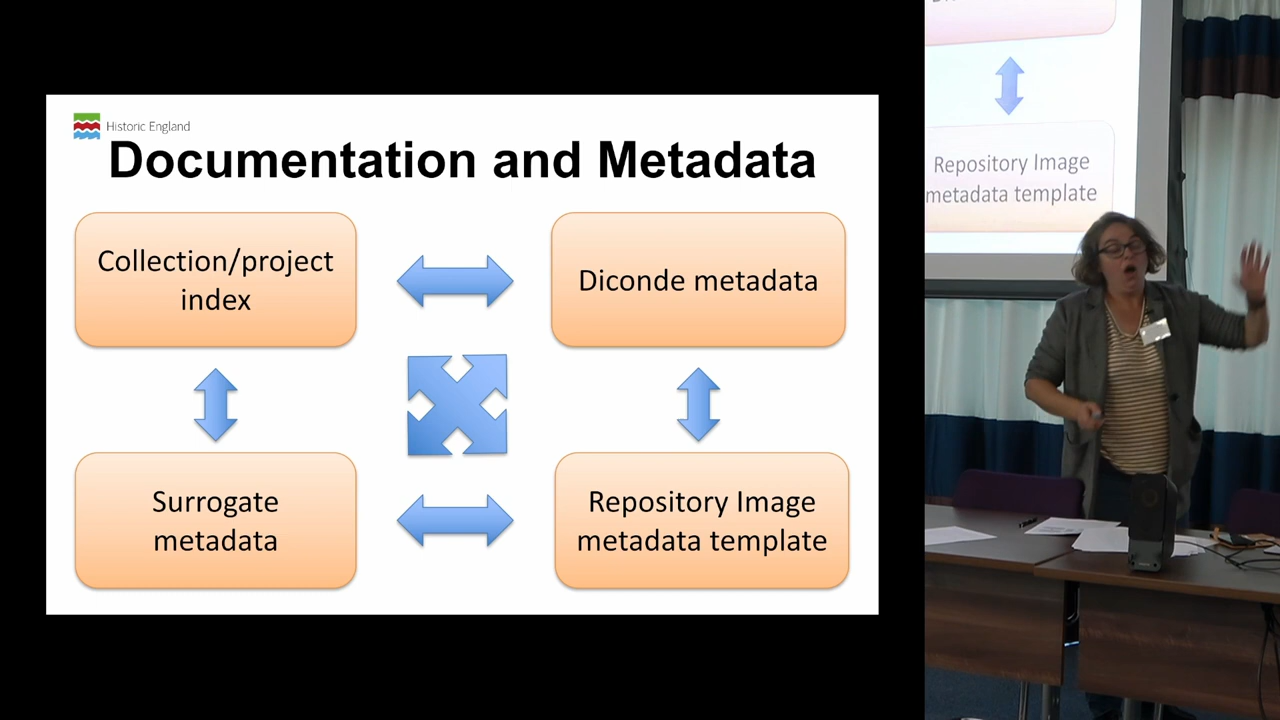 Historic England
Documentation and Metadata
Collection/project
index
Diconde metadata
Surrogate
metadata
Repository Image
metadata template
Repository Image
metadata template